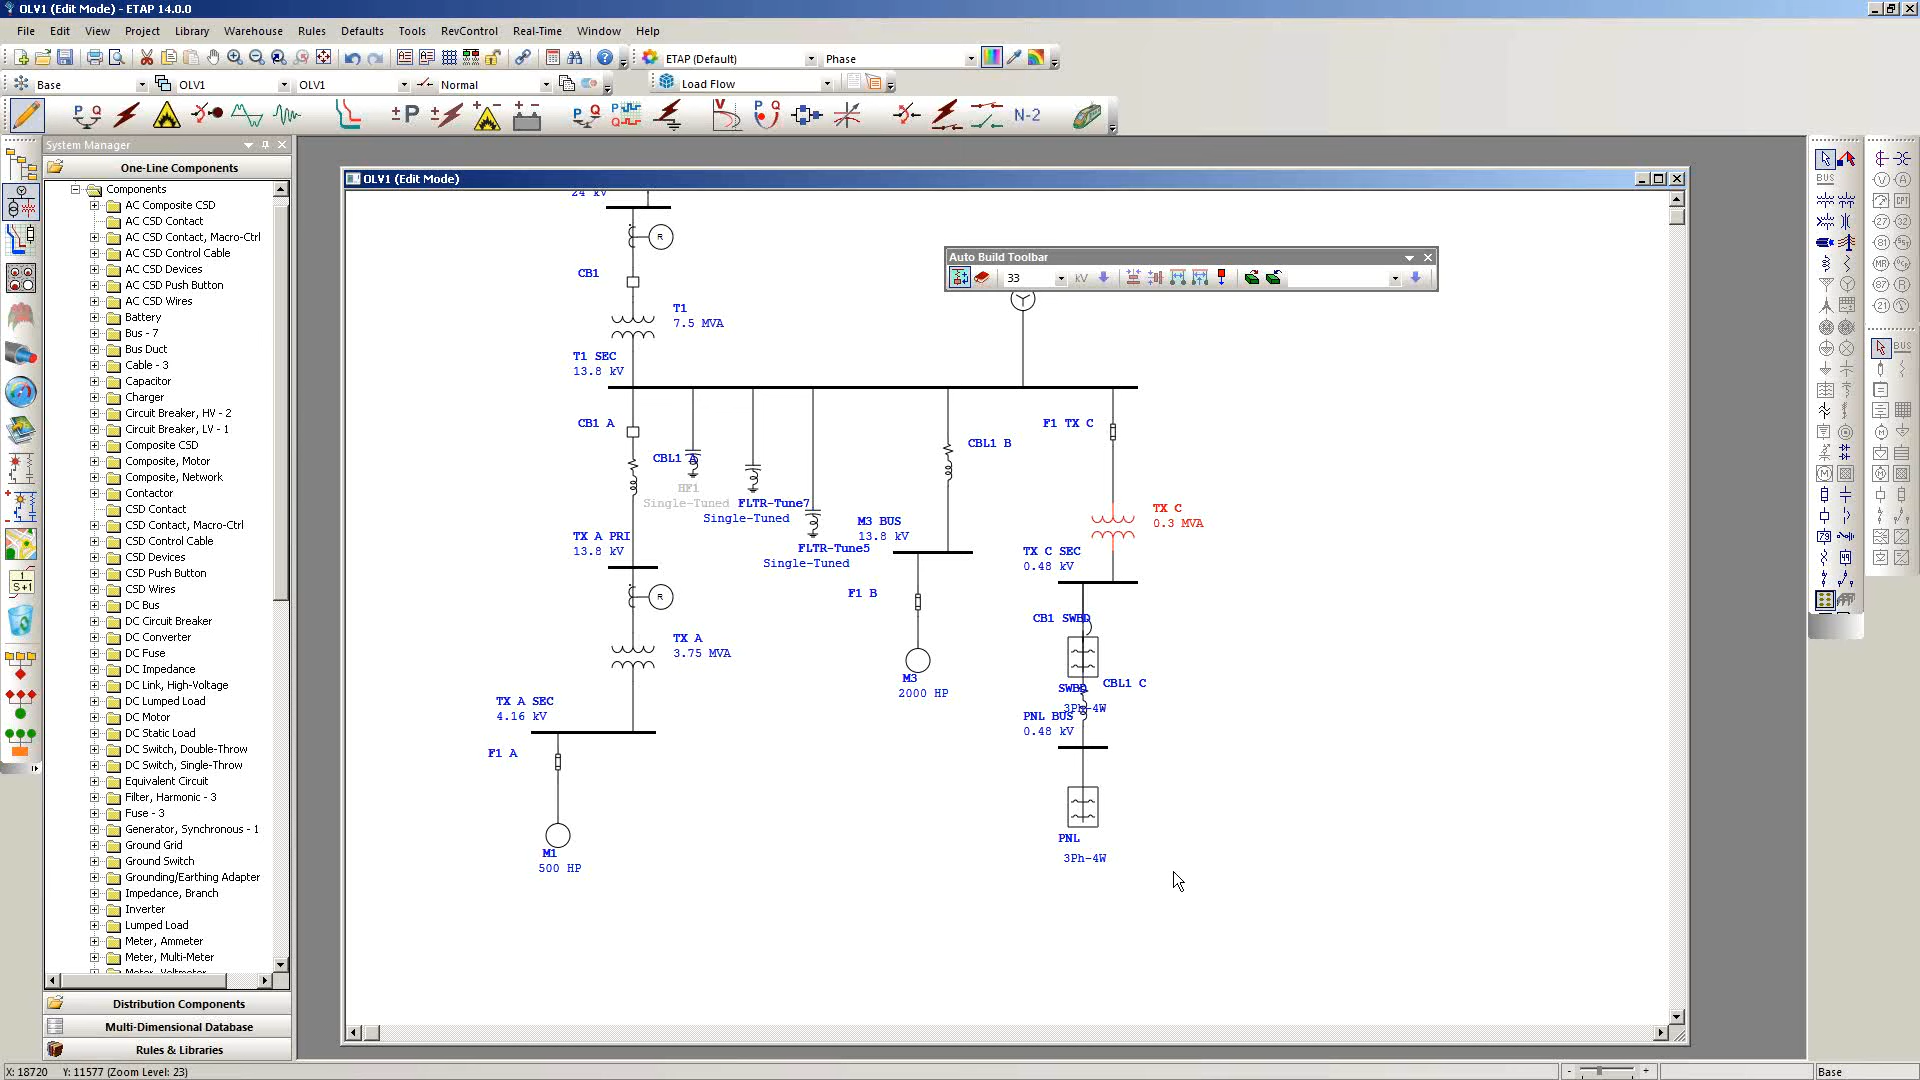 OLV1 (Edit Mode) - ETAP 14.0.0
File Edit View Project Library Warehouse Rules Defaults Tools RevControl Real-Time Window Help
ETAP (Default) Phase
Base OLV1 OLV1 Normal Load Flow
N-2
System Manager
One-Line Components
Components
AC Composite CSD
AC CSD Contact
AC CSD Contact, Macro-Ctrl
AC CSD Control Cable
AC CSD Devices
AC CSD Push Button
AC CSD Wires
Battery
Bus - 7
Bus Duct
Cable - 3
Capacitor
Charger
Circuit Breaker, HV - 2
Circuit Breaker, LV - 1
Composite CSD
Composite, Motor
Composite, Network
Contactor
CSD Contact
CSD Contact, Macro-Ctrl
CSD Control Cable
CSD Devices
CSD Push Button
CSD Wires
DC Bus
DC Circuit Breaker
DC Converter
DC Fuse
DC Impedance
DC Link, High-Voltage
DC Lumped Load
DC Motor
DC Static Load
DC Switch, Double-Throw
DC Switch, Single-Throw
Equivalent Circuit
Filter, Harmonic - 3
Fuse - 3
Generator, Synchronous - 1
Ground Grid
Ground Switch
Grounding/Earthing Adapter
Impedance, Branch
Inverter
Lumped Load
Meter, Ammeter
Meter, Multi-Meter
Meter, Voltmeter
Distribution Components
Multi-Dimensional Database
Rules & Libraries
OLV1 (Edit Mode)
24 kV
R
CB1
T1
7.5 MVA
T1 SEC
13.8 kV
Auto Build Toolbar
33 kV
CB1 A
CBL1 A
HF1
Single-Tuned
FLTR-Tune7
Single-Tuned
FLTR-Tune5
Single-Tuned
CBL1 B
F1 TX C
M3 BUS
13.8 kV
TX C
0.3 MVA
TX A PRI
13.8 kV
TX C SEC
0.48 kV
R
F1 B
CB1 SWBD
TX A
3.75 MVA
M3
2000 HP
SWBD
3Ph-4W
CBL1 C
PNL BUS
0.48 kV
TX A SEC
4.16 kV
F1 A
PNL
3Ph-4W
M1
500 HP
X: 18720 Y: 11577 (Zoom Level: 23)
Base